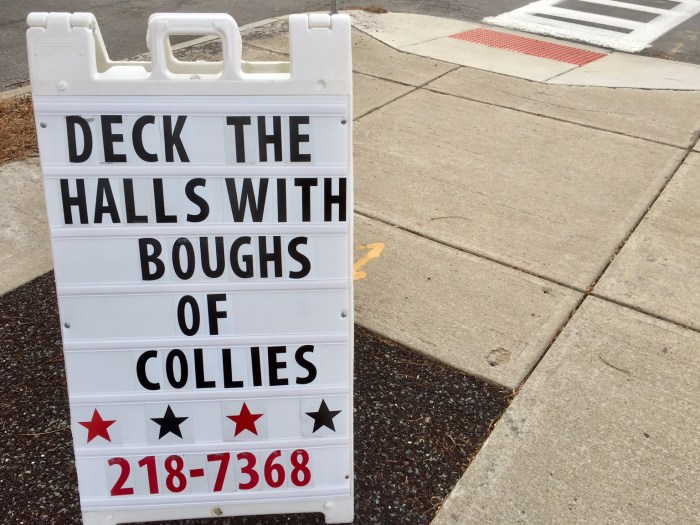 DECK THE
HALLS WITH
BOUGHS
OF
COLLIES
218-7368